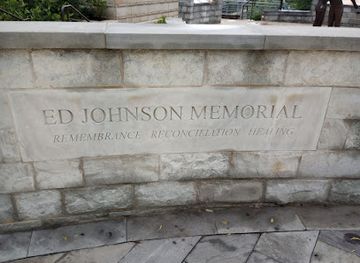 ED JOHNSON MEMORIAL
REMEMBRANCE RECONCILIATION HEALING